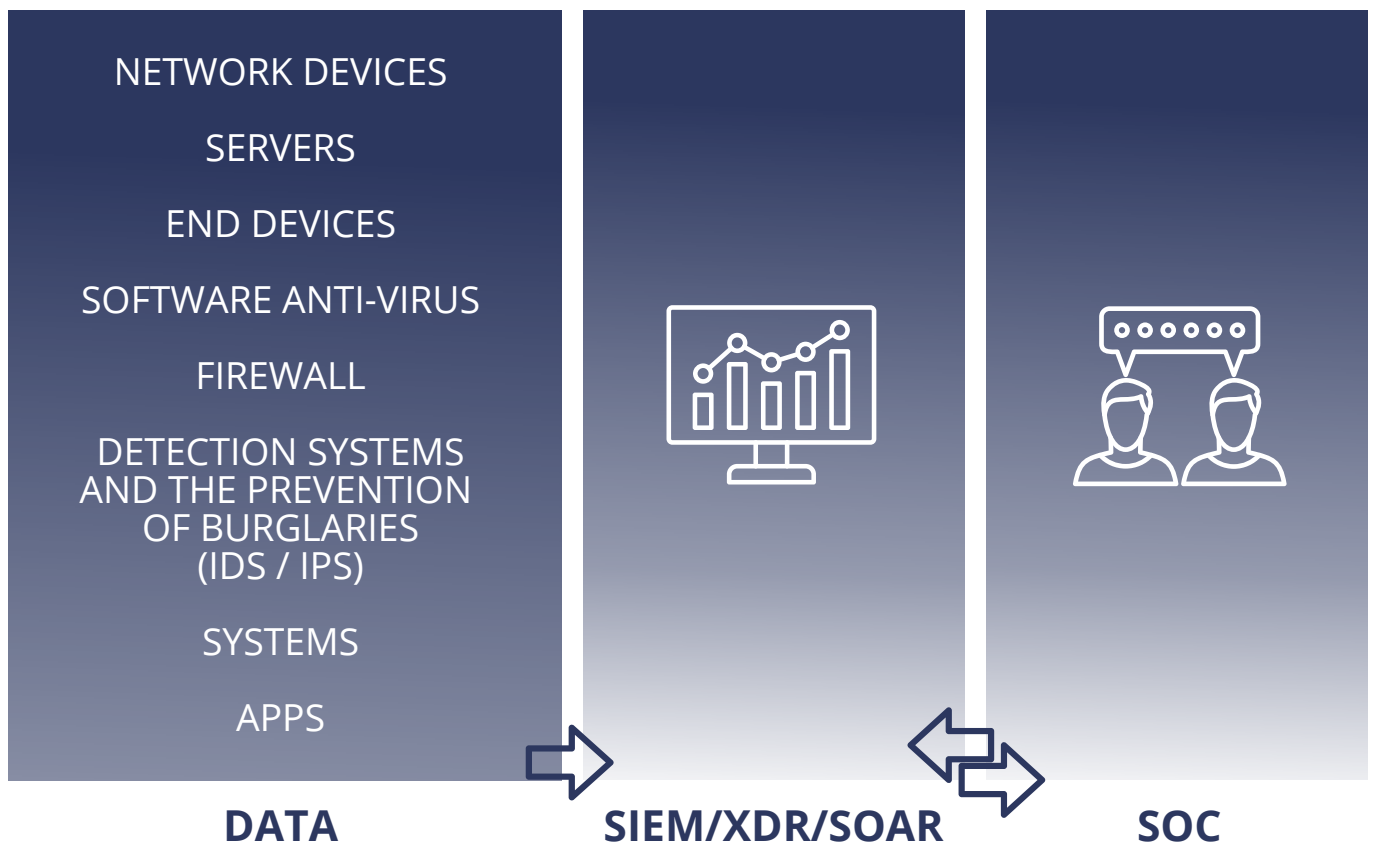 NETWORK DEVICES
SERVERS
END DEVICES
SOFTWARE ANTI-VIRUS
FIREWALL
DETECTION SYSTEMS
AND THE PREVENTION
OF BURGLARIES
(IDS / IPS)
SYSTEMS
APPS
DATA
SIEM/XDR/SOAR
SOC